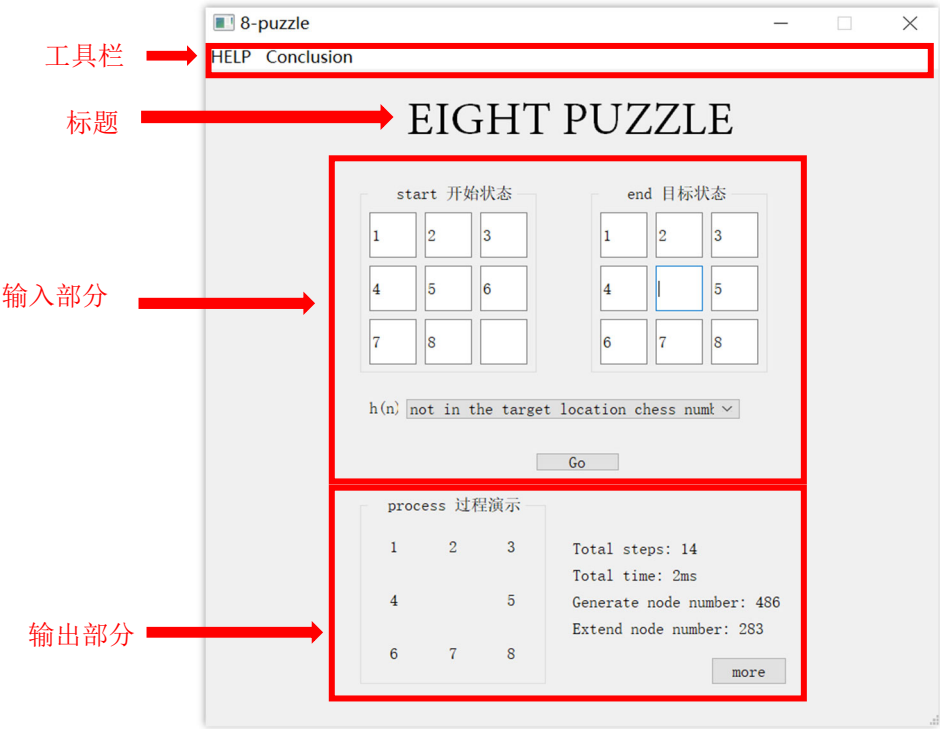 8-puzzle
工具栏
HELP Conclusion
标题
EIGHT PUZZLE
start 开始状态
end 目标状态
1 2 3
1 2 3
输入部分
4 5 6
4 5
7 8
6 7 8
h(n) not in the target location chess numb
Go
process 过程演示
1 2 3
4 5
6 7 8
Total steps: 14
Total time: 2ms
Generate node number: 486
Extend node number: 283
输出部分
more